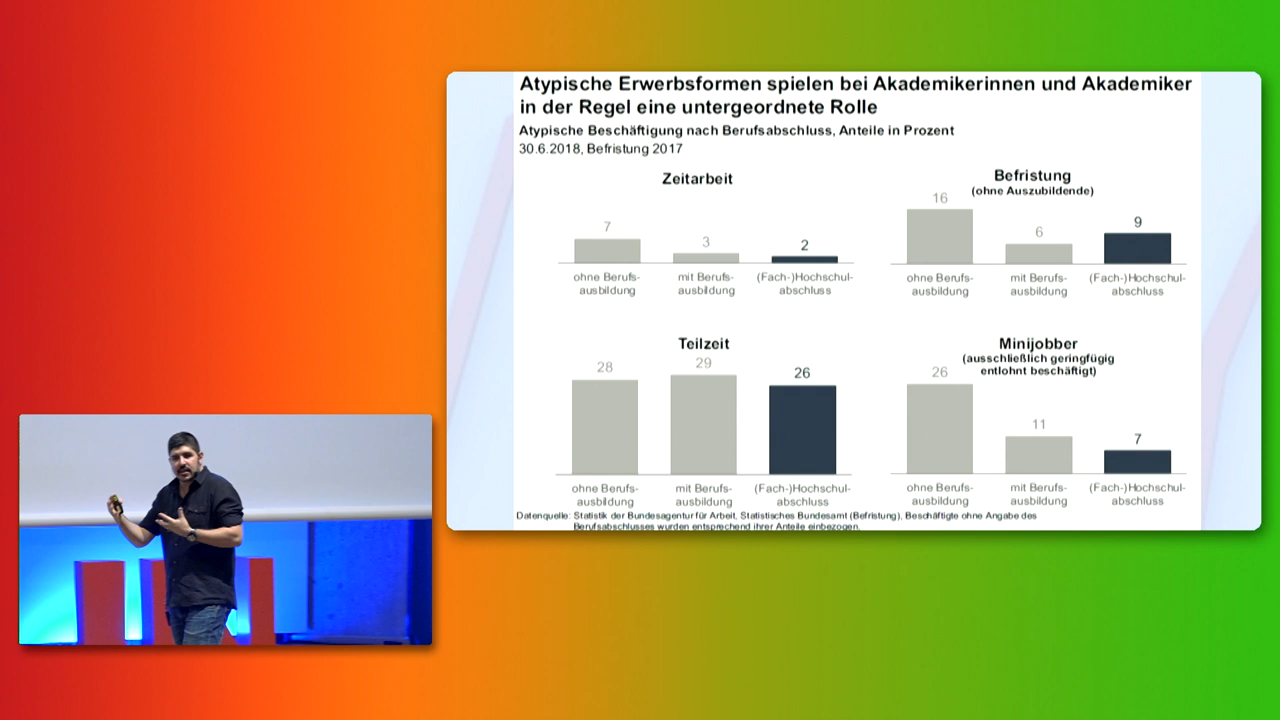 Atypische Erwerbsformen spielen bei Akademikerinnen und Akademiker
in der Regel eine untergeordnete Rolle
Atypische Beschäftigung nach Berufsabschluss, Anteile in Prozent
30.6.2018, Befristung 2017
Zeitarbeit
7
3
2
ohne Berufs-
ausbildung
mit Berufs-
ausbildung
(Fach-)Hochschul-
abschluss
Befristung
(ohne Auszubildende)
16
6
9
ohne Berufs-
ausbildung
mit Berufs-
ausbildung
(Fach-)Hochschul-
abschluss
Teilzeit
28
29
26
ohne Berufs-
ausbildung
mit Berufs-
ausbildung
(Fach-)Hochschul-
abschluss
Minijobber
(ausschließlich geringfügig
entlohnt beschäftigt)
26
11
7
ohne Berufs-
ausbildung
mit Berufs-
ausbildung
(Fach-)Hochschul-
abschluss
Datenquelle: Statistik der Bundesagentur für Arbeit, Statistisches Bundesamt (Befristung), Beschäftigte ohne Angabe des
Berufsabschlusses wurden entsprechend ihrer Anteile einbezogen.